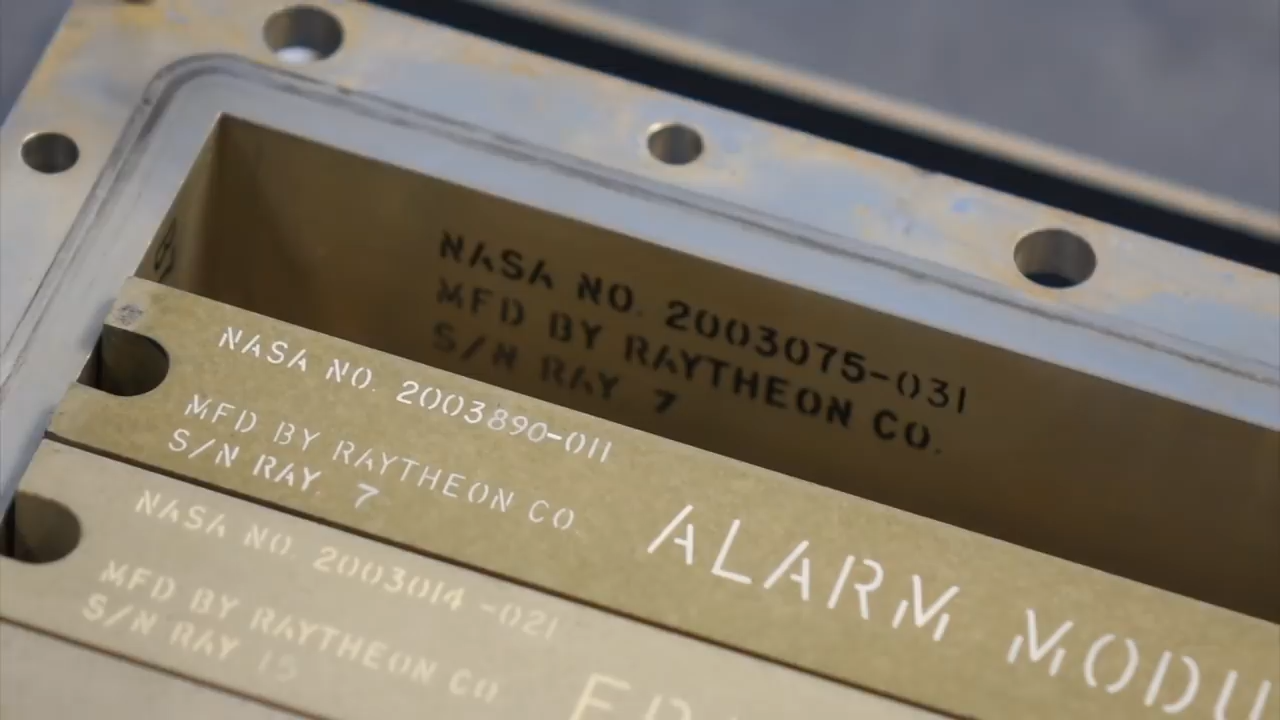 NASA NO. 2003075-031
MFD BY RAYTHEON CO.
S/N RAY 7
NASA NO. 2003890-011
MFD BY RAYTHEON CO
S/N RAY. 7
ALARM MODU
NASA NO. 2003014-021
MFD BY RAYTHEON CO
S/N RAY 15